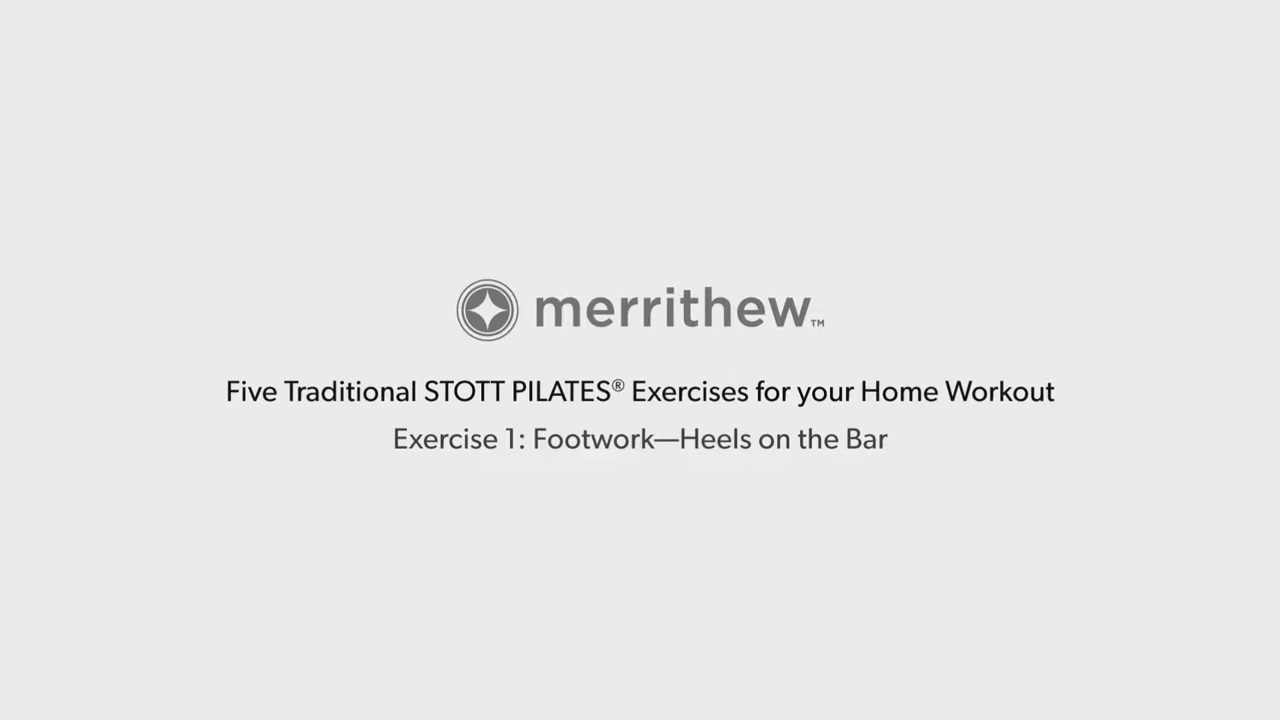 merrithew™
Five Traditional STOTT PILATES® Exercises for your Home Workout
Exercise 1: Footwork—Heels on the Bar